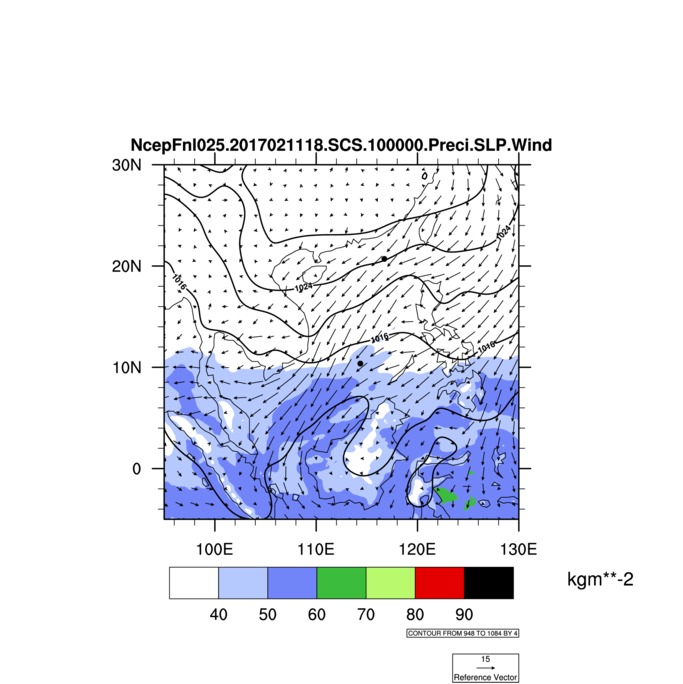 NcepFnl025.2017021118.SCS.100000.Preci.SLP.Wind
30N
1024
20N
1016
1024
1016
1016
10N
0
100E 110E 120E 130E
kgm**-2
40 50 60 70 80 90
CONTOUR FROM 948 TO 1084 BY 4
15
Reference Vector